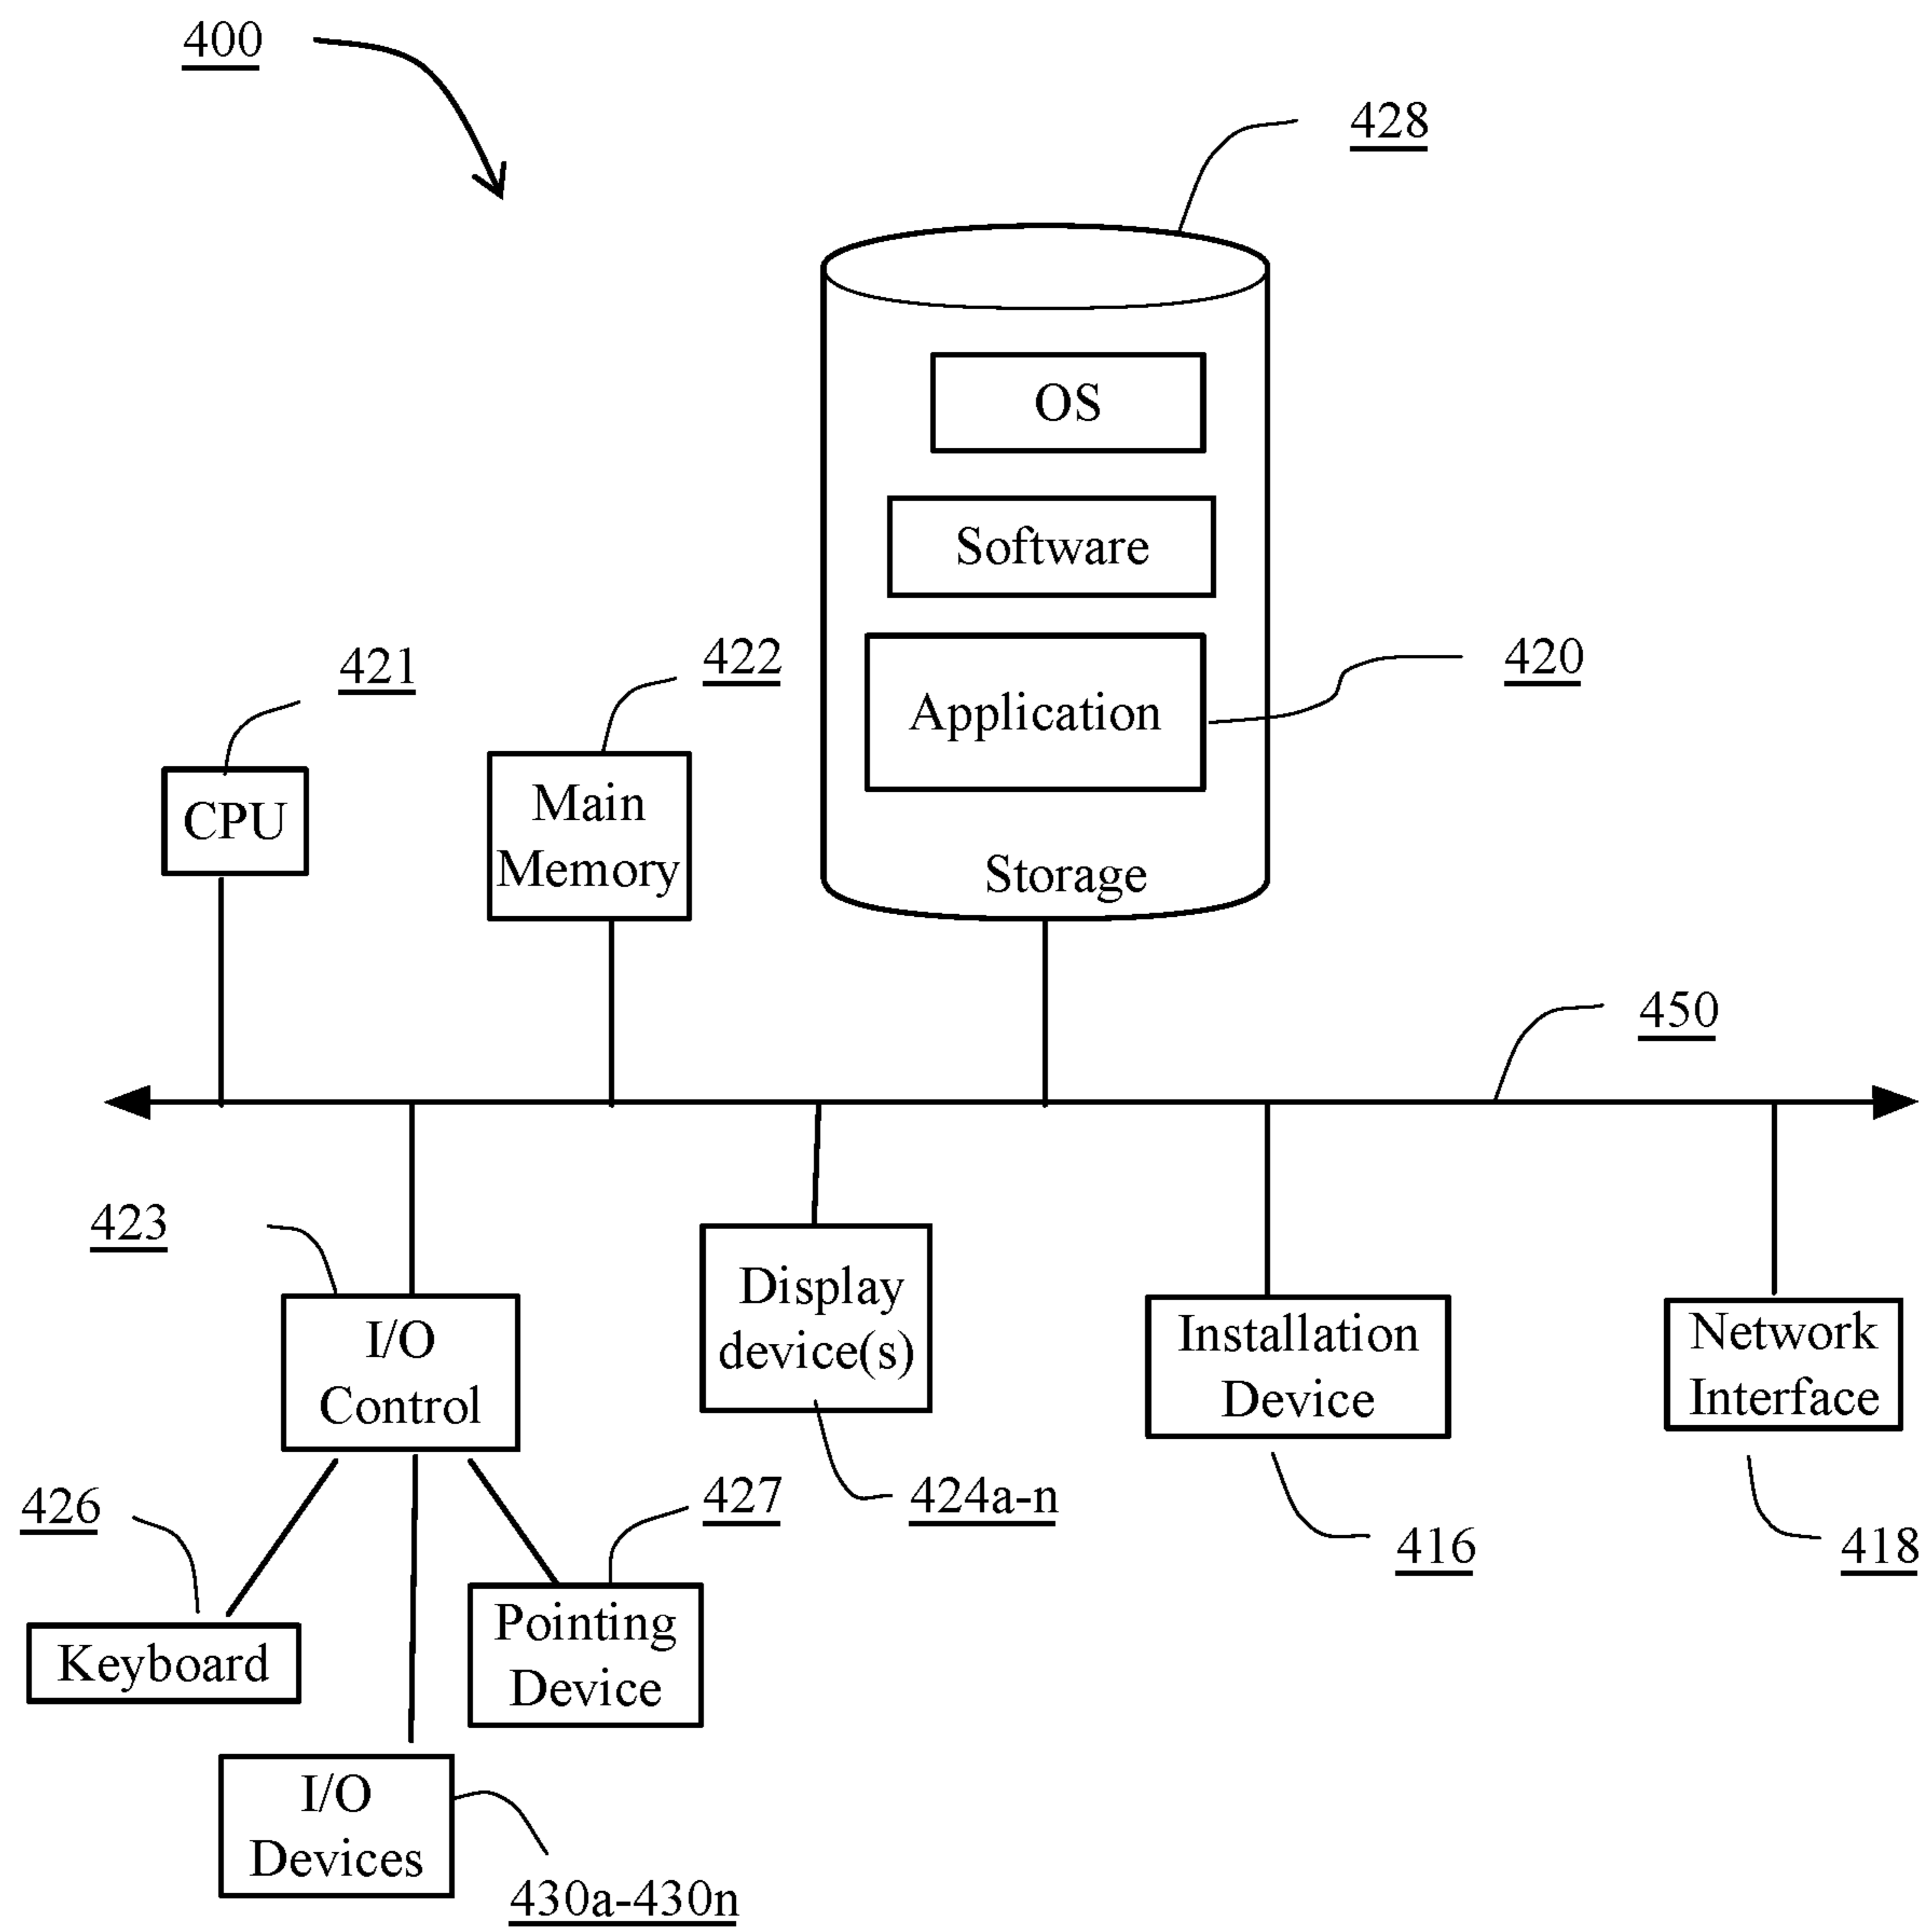 400
428
OS
Software
420
Application
421
422
CPU
Main
Memory
Storage
450
423
I/O
Control
Display
device(s)
Installation
Device
Network
Interface
426
427
424a-n
416
418
Keyboard
Pointing
Device
I/O
Devices
430a-430n